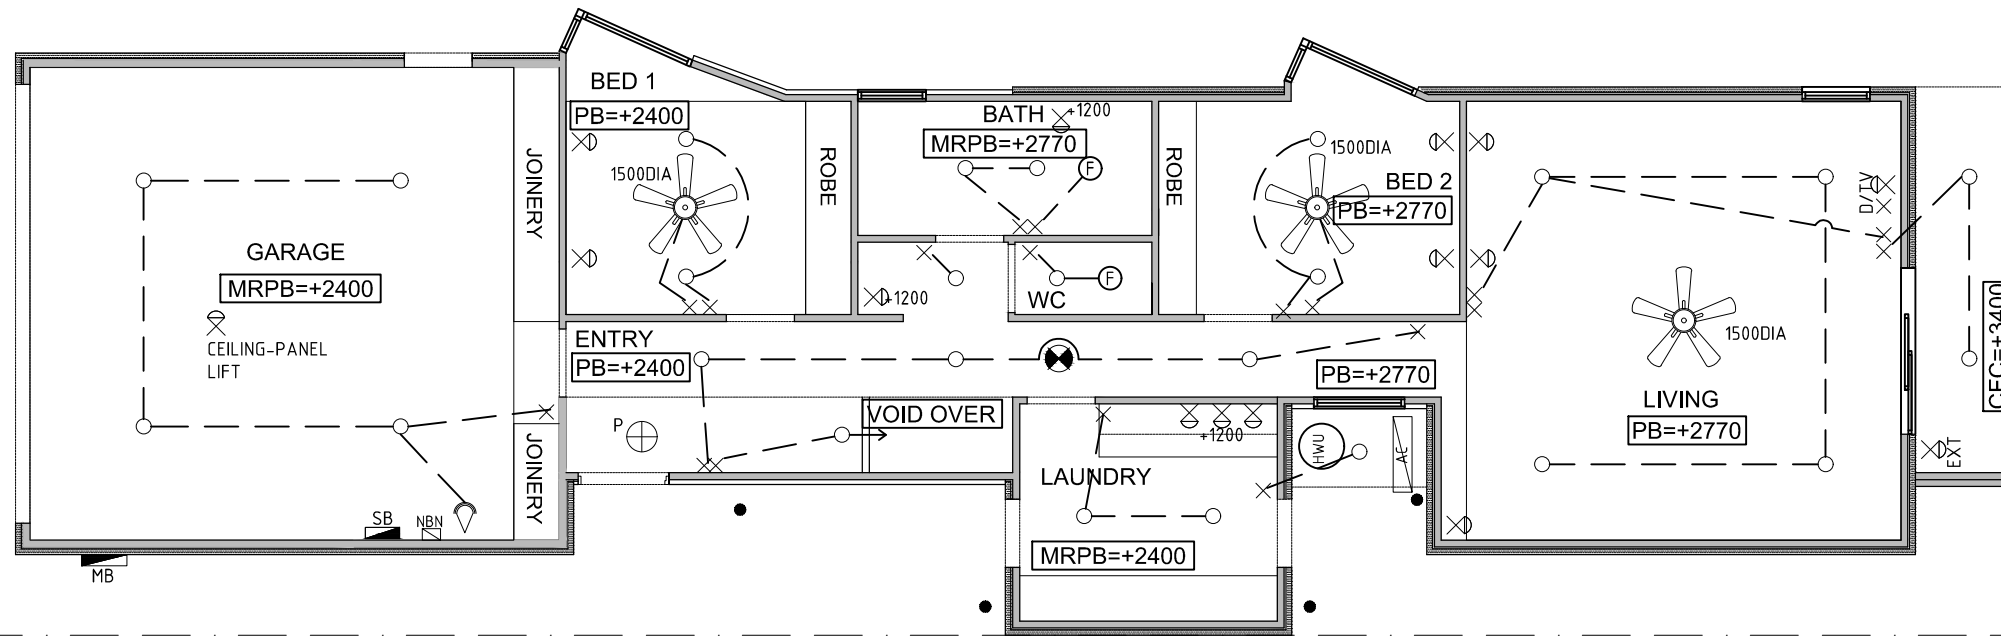 BED 1
PB=+2400
1500DIA
ROBE
JOINERY
GARAGE
MRPB=+2400
CEILING-PANEL
LIFT
JOINERY
SB
NBN
MB
BATH
+1200
MRPB=+2770
F
+1200
WC
F
ROBE
1500DIA
BED 2
PB=+2770
ENTRY
PB=+2400
P
VOID OVER
PB=+2770
+1200
LAUNDRY
MRPB=+2400
HWU
AC
D/TV
1500DIA
LIVING
PB=+2770
EXT
CFC=+3400